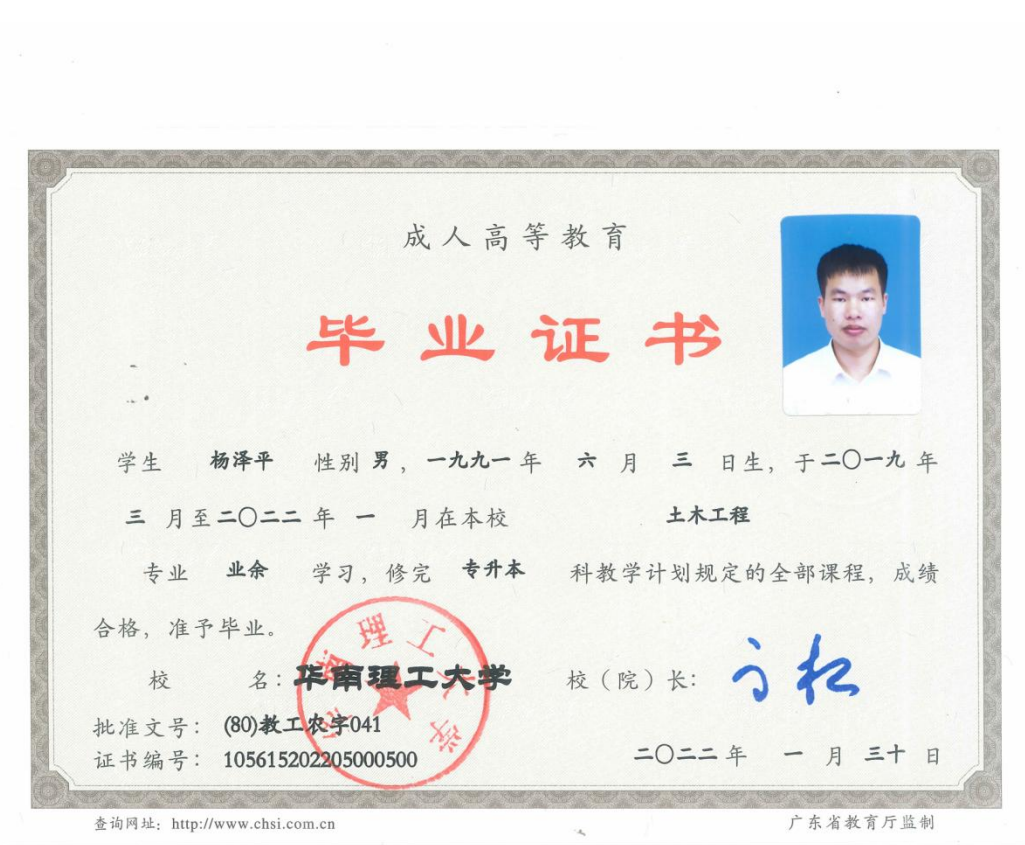 成人高等教育
毕业证书
学生 杨泽平 性别 男，一九九一年 六 月 三 日生，于二〇一九年
三 月至二〇二二 年 一 月在本校 土木工程
专业 业余 学习，修完 专升本 科教学计划规定的全部课程，成绩
合格，准予毕业。
校 名：华南理工大学 校（院）长：
批准文号：(80)教工农字041
证书编号：105615202205000500
二〇二二年 一 月 三十 日
华南理工大学
查询网址：http://www.chsi.com.cn 广东省教育厅监制